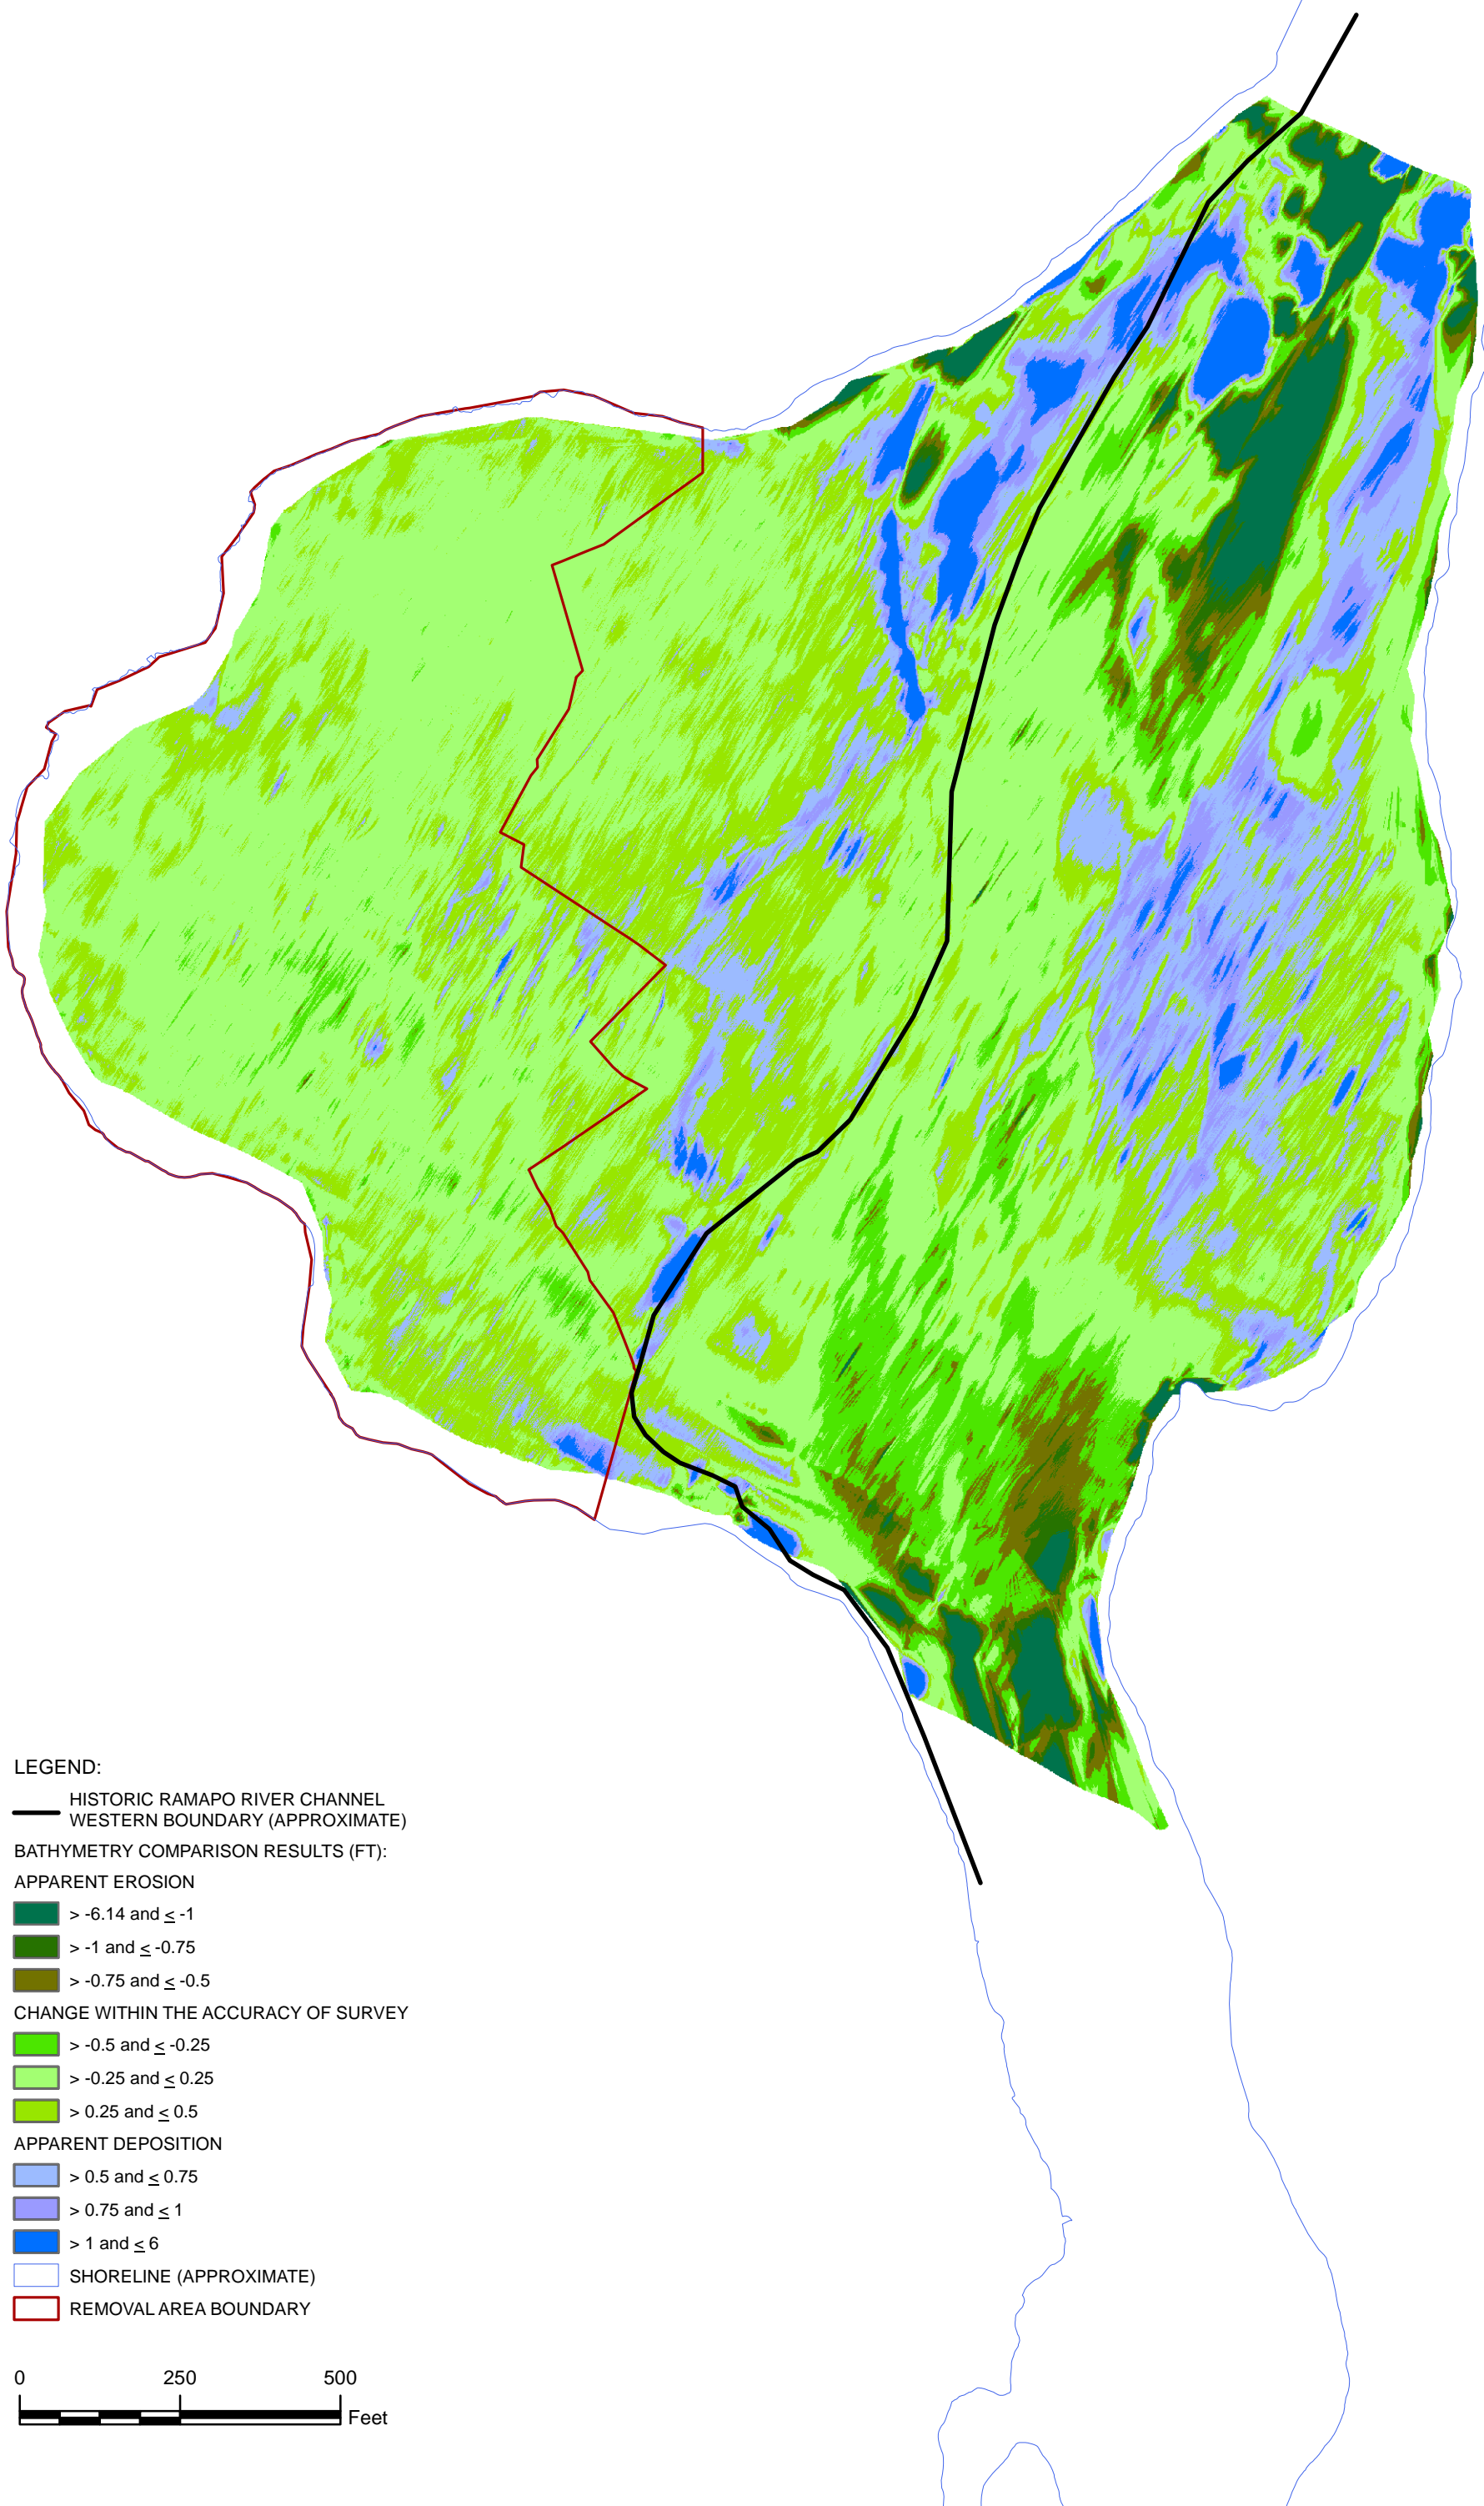 LEGEND:
HISTORIC RAMAPO RIVER CHANNEL
WESTERN BOUNDARY (APPROXIMATE)
BATHYMETRY COMPARISON RESULTS (FT):
APPARENT EROSION
> -6.14 and ≤ -1
> -1 and ≤ -0.75
> -0.75 and ≤ -0.5
CHANGE WITHIN THE ACCURACY OF SURVEY
> -0.5 and ≤ -0.25
> -0.25 and ≤ 0.25
> 0.25 and ≤ 0.5
APPARENT DEPOSITION
> 0.5 and ≤ 0.75
> 0.75 and ≤ 1
> 1 and ≤ 6
SHORELINE (APPROXIMATE)
REMOVAL AREA BOUNDARY
0 250 500
Feet